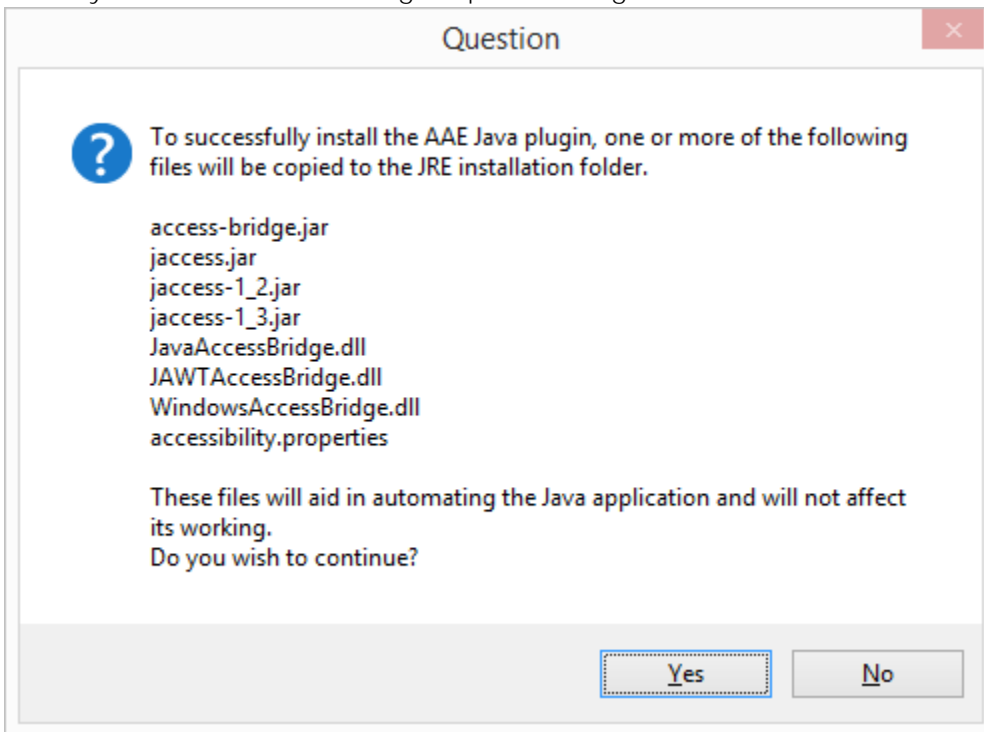 Question
To successfully install the AAE Java plugin, one or more of the following
files will be copied to the JRE installation folder.
access-bridge.jar
jaccess.jar
jaccess-1_2.jar
jaccess-1_3.jar
JavaAccessBridge.dll
JAWTAccessBridge.dll
WindowsAccessBridge.dll
accessibility.properties
These files will aid in automating the Java application and will not affect
its working.
Do you wish to continue?
Yes
No